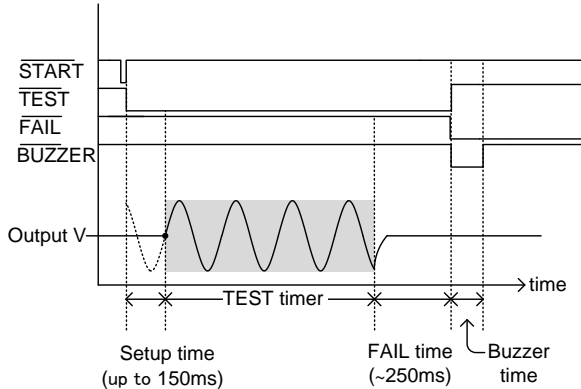 START
TEST
FAIL
BUZZER
Output V
time
TEST timer
Setup time
(up to 150ms)
FAIL time
(~250ms)
Buzzer
time